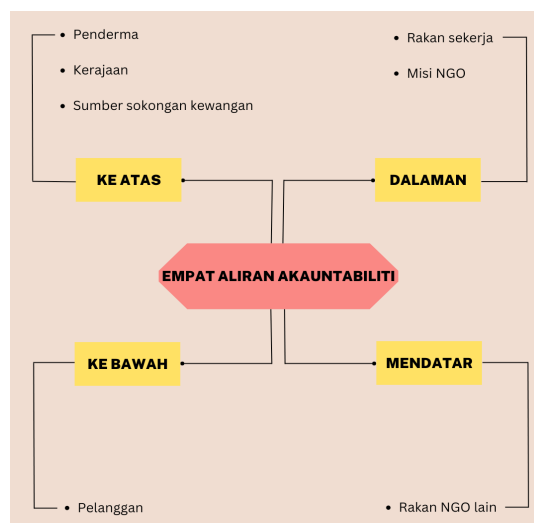 Penderma
Kerajaan
Sumber sokongan kewangan
Rakan sekerja
Misi NGO
KE ATAS
DALAMAN
EMPAT ALIRAN AKAUNTABILITI
KE BAWAH
MENDATAR
Pelanggan
Rakan NGO lain